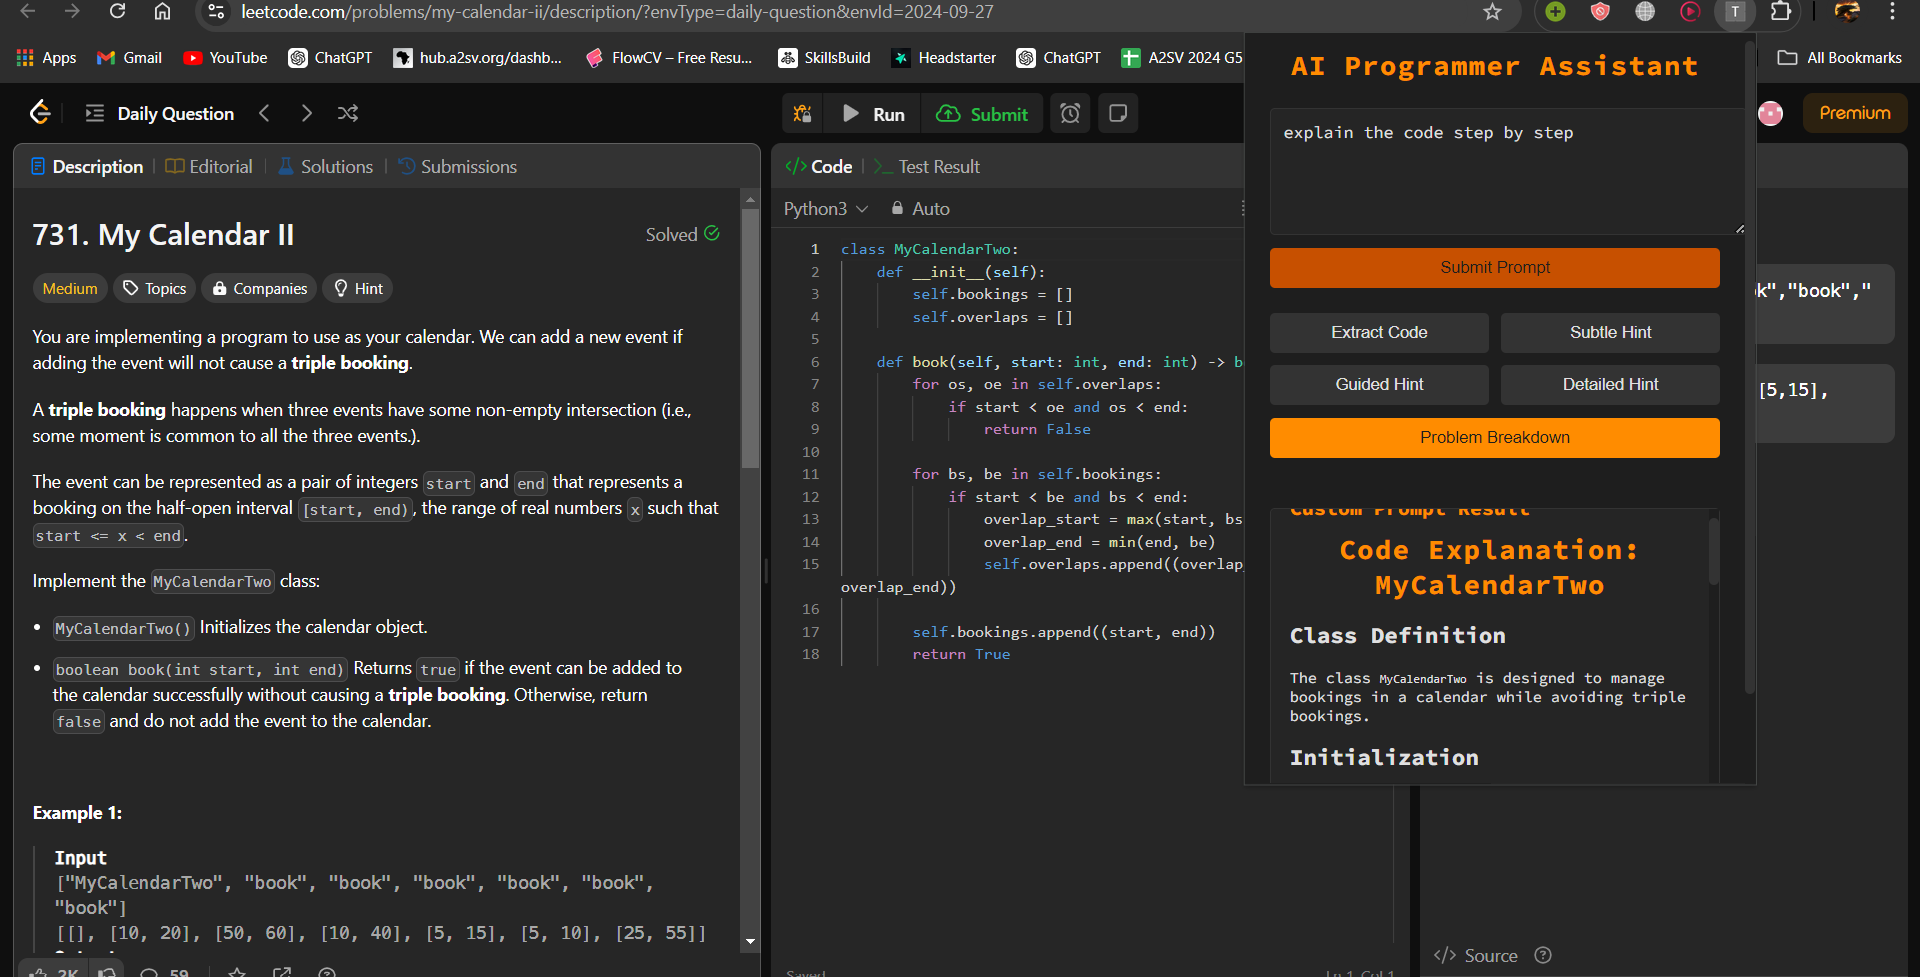 leetcode.com/problems/my-calendar-ii/description/?envType=daily-question&envId=2024-09-27
T
Apps
Gmail
YouTube
ChatGPT
hub.a2sv.org/dashb...
FlowCV – Free Resu...
SkillsBuild
Headstarter
ChatGPT
A2SV 2024 G5
All Bookmarks
Daily Question
Run
Submit
Premium
Description
Editorial
Solutions
Submissions
731. My Calendar II
Solved
Medium
Topics
Companies
Hint
You are implementing a program to use as your calendar. We can add a new event if
adding the event will not cause a triple booking.
A triple booking happens when three events have some non-empty intersection (i.e.,
some moment is common to all the three events.).
The event can be represented as a pair of integers start and end that represents a
booking on the half-open interval [start, end), the range of real numbers x such that
start <= x < end.
Implement the MyCalendarTwo class:
• MyCalendarTwo() Initializes the calendar object.
• boolean book(int start, int end) Returns true if the event can be added to
the calendar successfully without causing a triple booking. Otherwise, return
false and do not add the event to the calendar.
Example 1:
Input
["MyCalendarTwo", "book", "book", "book", "book", "book",
"book"]
[[], [10, 20], [50, 60], [10, 40], [5, 15], [5, 10], [25, 55]]
2K
59
</> Code
>_ Test Result
Python3
Auto
1 class MyCalendarTwo:
2 def __init__(self):
3 self.bookings = []
4 self.overlaps = []
5
6 def book(self, start: int, end: int) -> b
7 for os, oe in self.overlaps:
8 if start < oe and os < end:
9 return False
10
11 for bs, be in self.bookings:
12 if start < be and bs < end:
13 overlap_start = max(start, bs
14 overlap_end = min(end, be)
15 self.overlaps.append((overlap_
overlap_end))
16
17 self.bookings.append((start, end))
18 return True
Saved
Ln 1, Col 1
AI Programmer Assistant
explain the code step by step
Submit Prompt
Extract Code
Subtle Hint
Guided Hint
Detailed Hint
Problem Breakdown
Custom Prompt Result
Code Explanation:
MyCalendarTwo
Class Definition
The class MyCalendarTwo is designed to manage
bookings in a calendar while avoiding triple
bookings.
Initialization
k","book","
[5,15],
</> Source